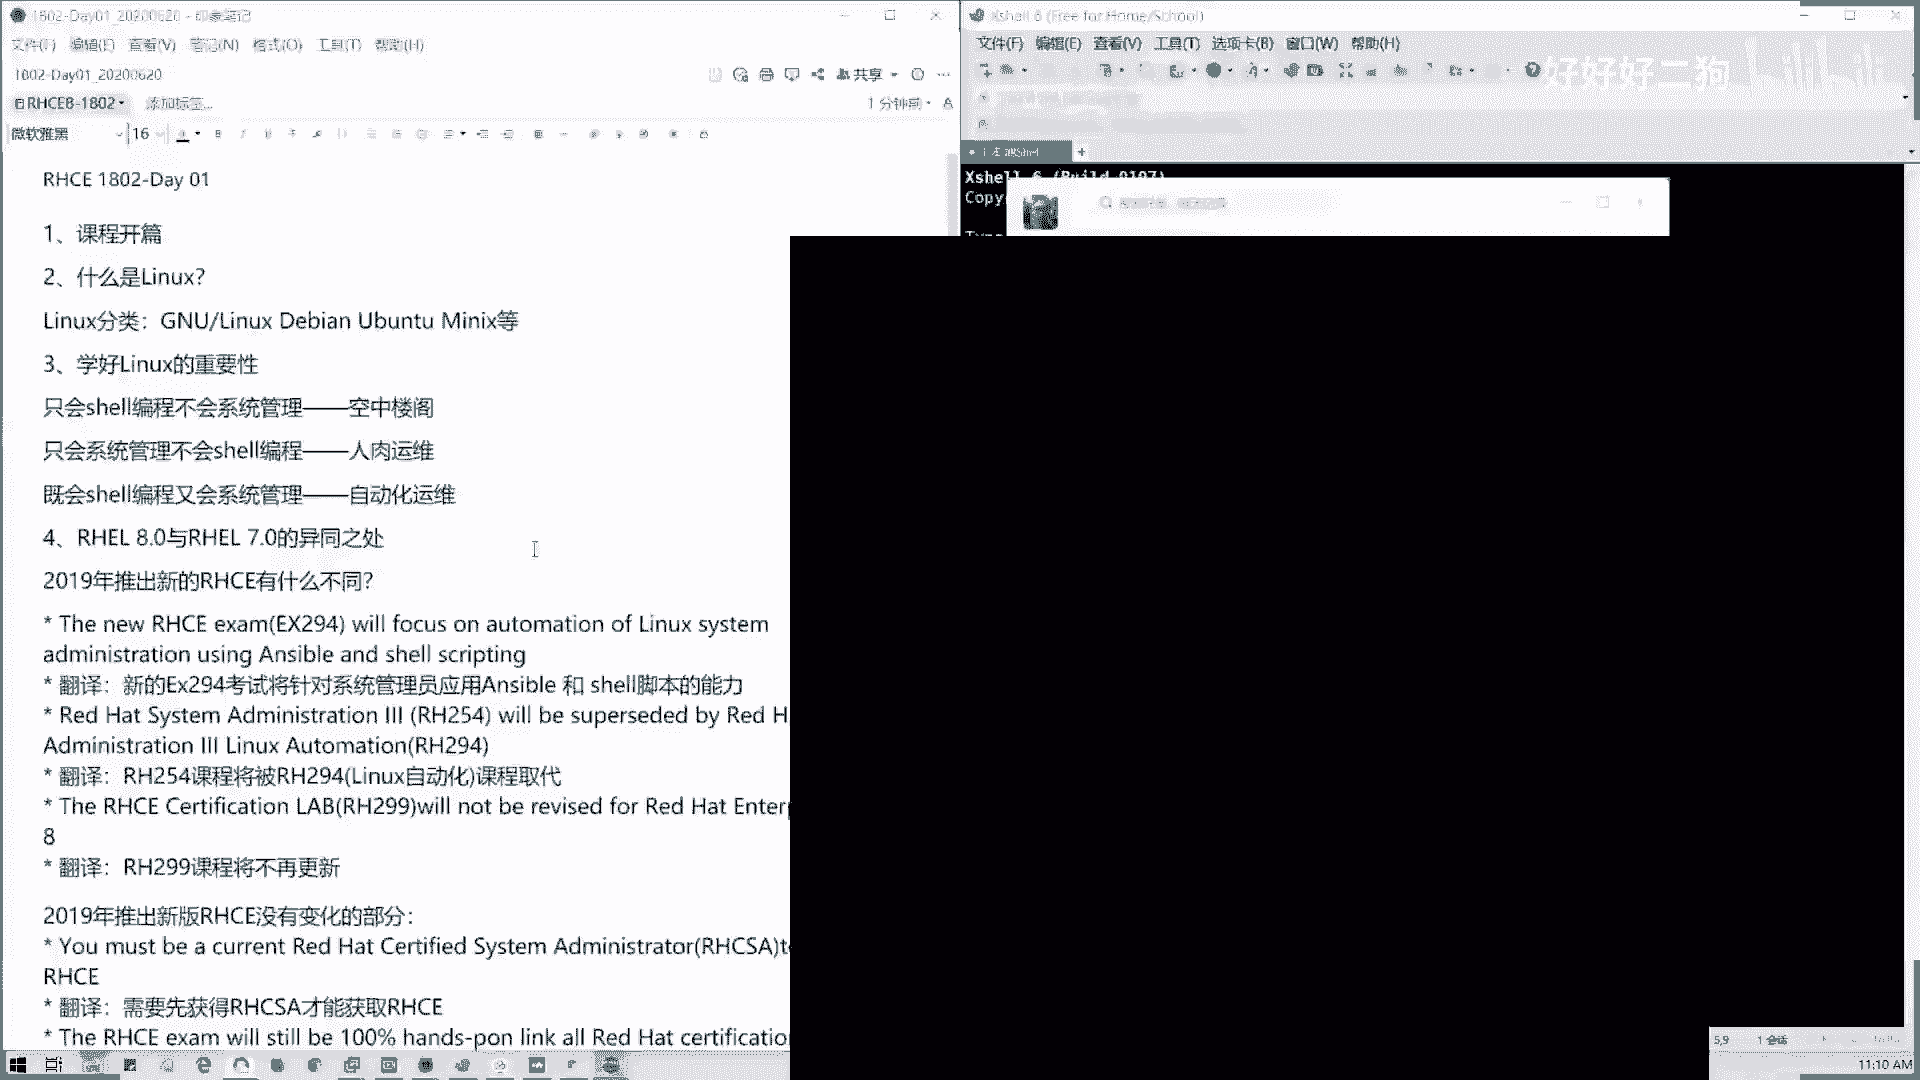 1802-Day01_20200620 - 印象笔记
文件(F) 编辑(E) 查看(V) 笔记(N) 格式(O) 工具(T) 帮助(H)
1802-Day01_20200620
共享
RHCE8-1802
添加标签...
1 分钟前
微软雅黑
16
RHCE 1802-Day 01
1、课程开篇
2、什么是Linux?
Linux分类：GNU/Linux Debian Ubuntu Minix等
3、学好Linux的重要性
只会shell编程不会系统管理——空中楼阁
只会系统管理不会shell编程——人肉运维
既会shell编程又会系统管理——自动化运维
4、RHEL 8.0与RHEL 7.0的异同之处
2019年推出新的RHCE有什么不同?
* The new RHCE exam(EX294) will focus on automation of Linux system
administration using Ansible and shell scripting
* 翻译：新的Ex294考试将针对系统管理员应用Ansible 和 shell脚本的能力
* Red Hat System Administration III (RH254) will be superseded by Red H
Administration III Linux Automation(RH294)
* 翻译：RH254课程将被RH294(Linux自动化)课程取代
* The RHCE Certification LAB(RH299)will not be revised for Red Hat Enter
8
* 翻译：RH299课程将不再更新
2019年推出新版RHCE没有变化的部分：
* You must be a current Red Hat Certified System Administrator(RHCSA)t
RHCE
* 翻译：需要先获得RHCSA才能获取RHCE
* The RHCE exam will still be 100% hands-pon link all Red Hat certificatio
Xshell 6 (Free for Home/School)
文件(F) 编辑(E) 查看(V) 工具(T) 选项卡(B) 窗口(W) 帮助(H)
好好好二狗
bilibili
Xshell 6 (Build 0197)
Copy
5,9
1 会话
11:10 AM